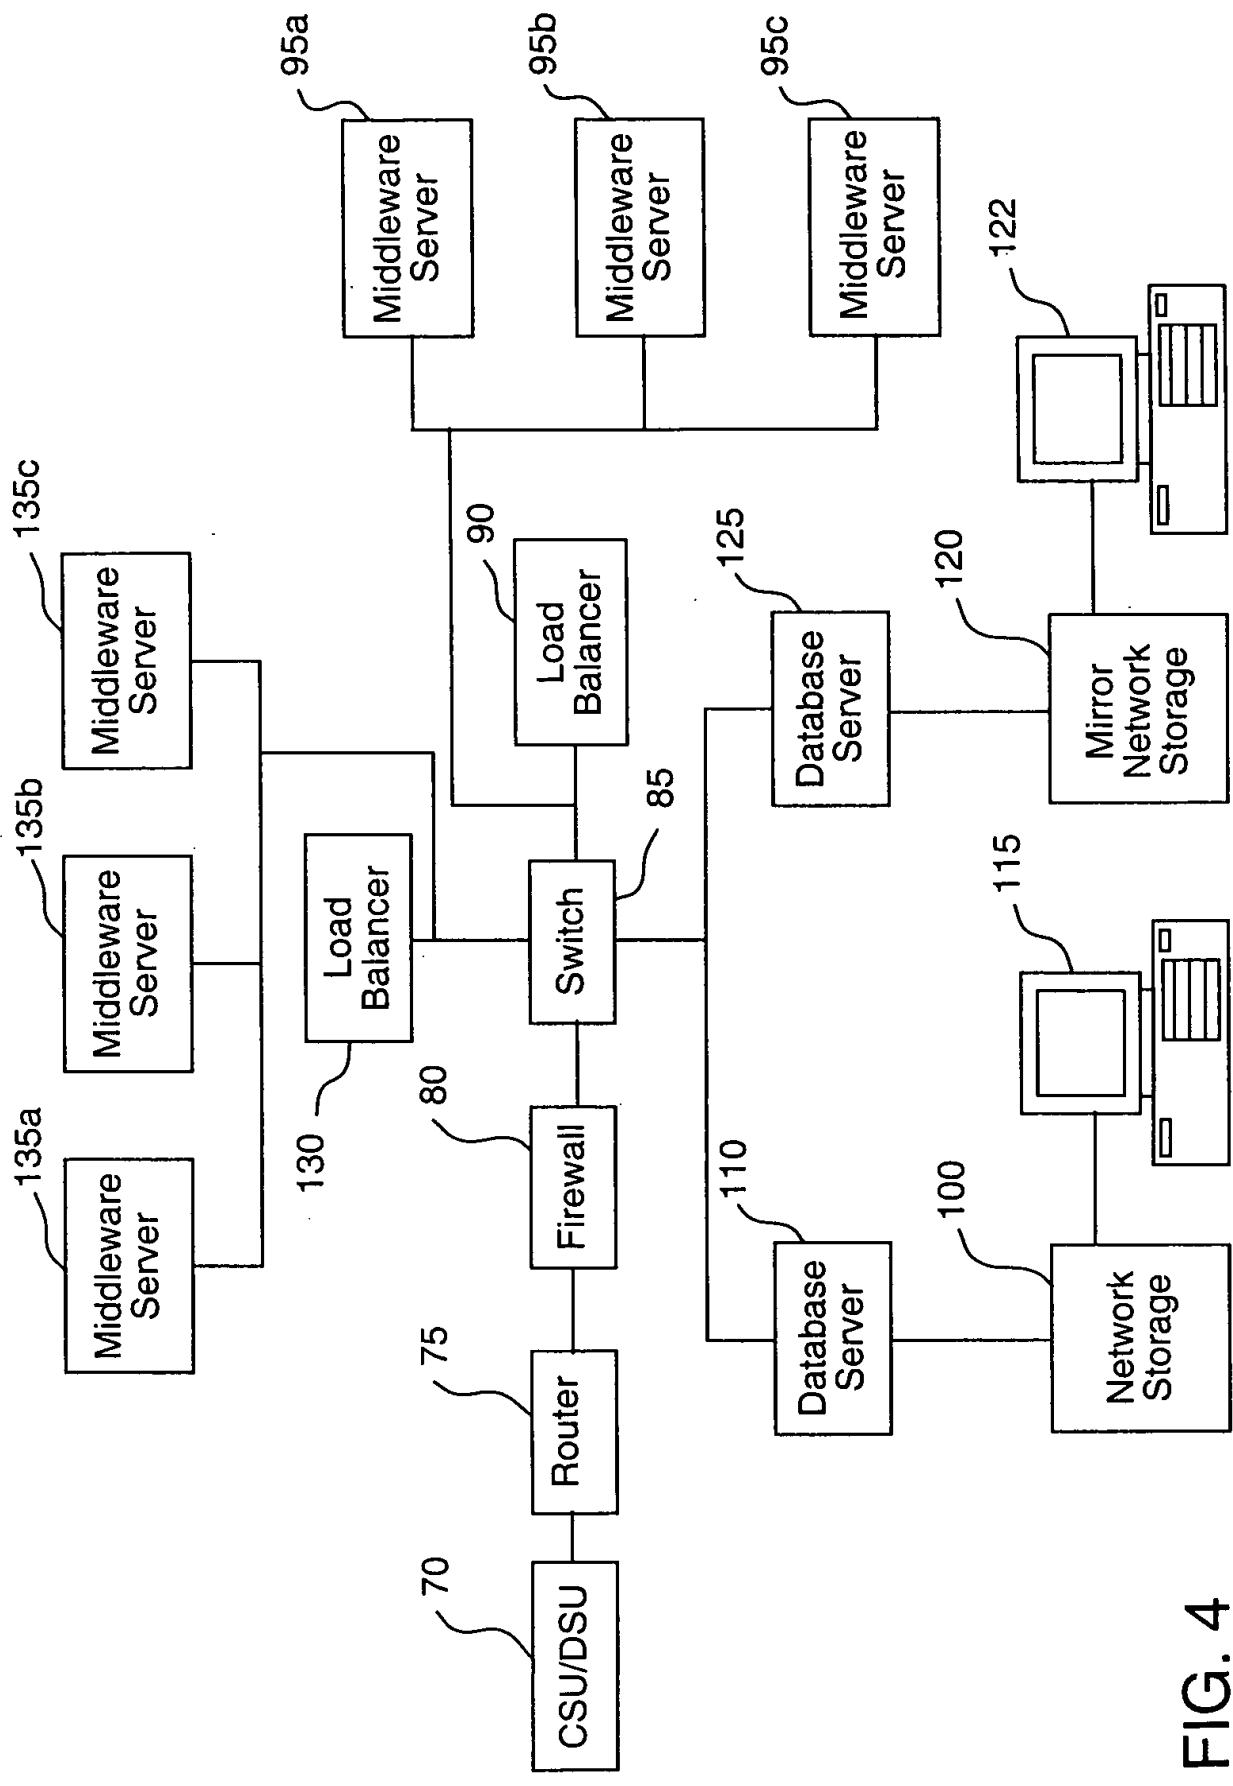 135a
Middleware
Server
135b
Middleware
Server
135c
Middleware
Server
130
Load
Balancer
95a
Middleware
Server
70
CSU/DSU
75
Router
80
Firewall
Switch
85
90
Load
Balancer
95b
Middleware
Server
110
Database
Server
125
Database
Server
95c
Middleware
Server
100
Network
Storage
115
120
Mirror
Network
Storage
122
FIG. 4